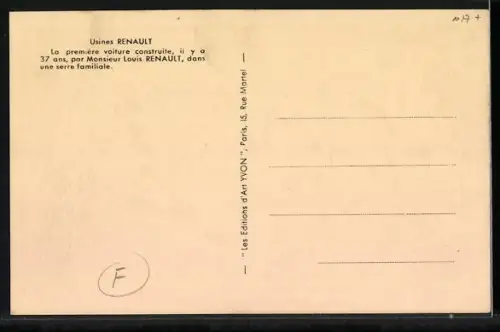 Usines RENAULT
La première voiture construite, il y a
37 ans, par Monsieur Louis RENAULT, dans
une serre familiale.
— "Les Editions d'Art YVON", Paris, 15, Rue Martel —
F